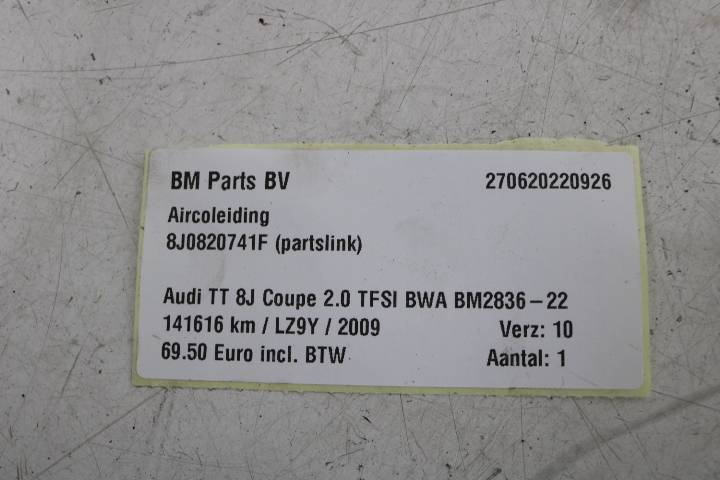 BM Parts BV 270620220926
Aircoleiding
8J0820741F (partslink)
Audi TT 8J Coupe 2.0 TFSI BWA BM2836-22
141616 km / LZ9Y / 2009 Verz: 10
69.50 Euro incl. BTW Aantal: 1